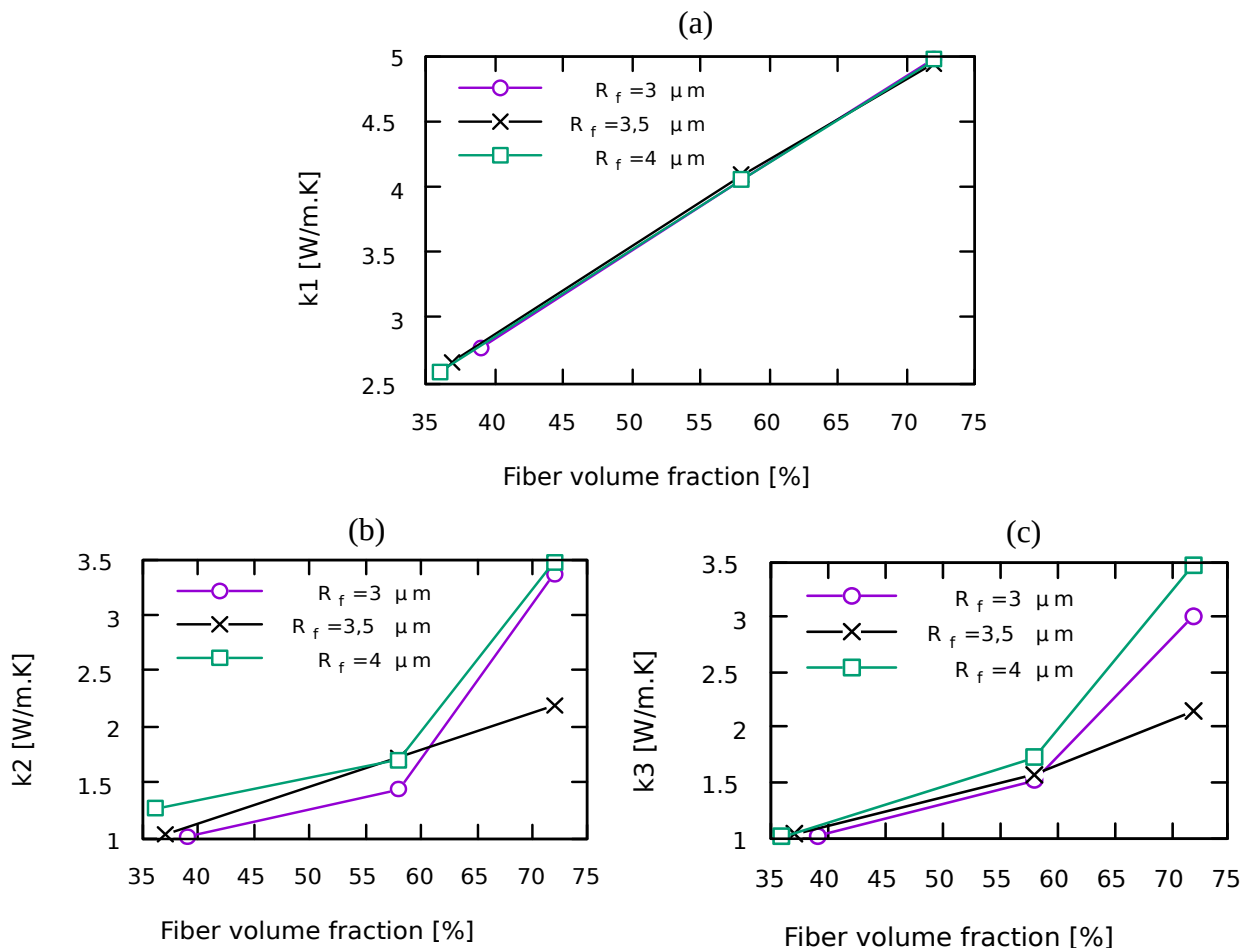 (a)
5
4.5
4
3.5
3
2.5
k1 [W/m.K]
R f =3 μm
R f =3,5 μm
R f =4 μm
35 40 45 50 55 60 65 70 75
Fiber volume fraction [%]
(b)
3.5
3
2.5
2
1.5
1
k2 [W/m.K]
R f =3 μm
R f =3,5 μm
R f =4 μm
35 40 45 50 55 60 65 70 75
Fiber volume fraction [%]
(c)
3.5
3
2.5
2
1.5
1
k3 [W/m.K]
R f =3 μm
R f =3,5 μm
R f =4 μm
35 40 45 50 55 60 65 70 75
Fiber volume fraction [%]